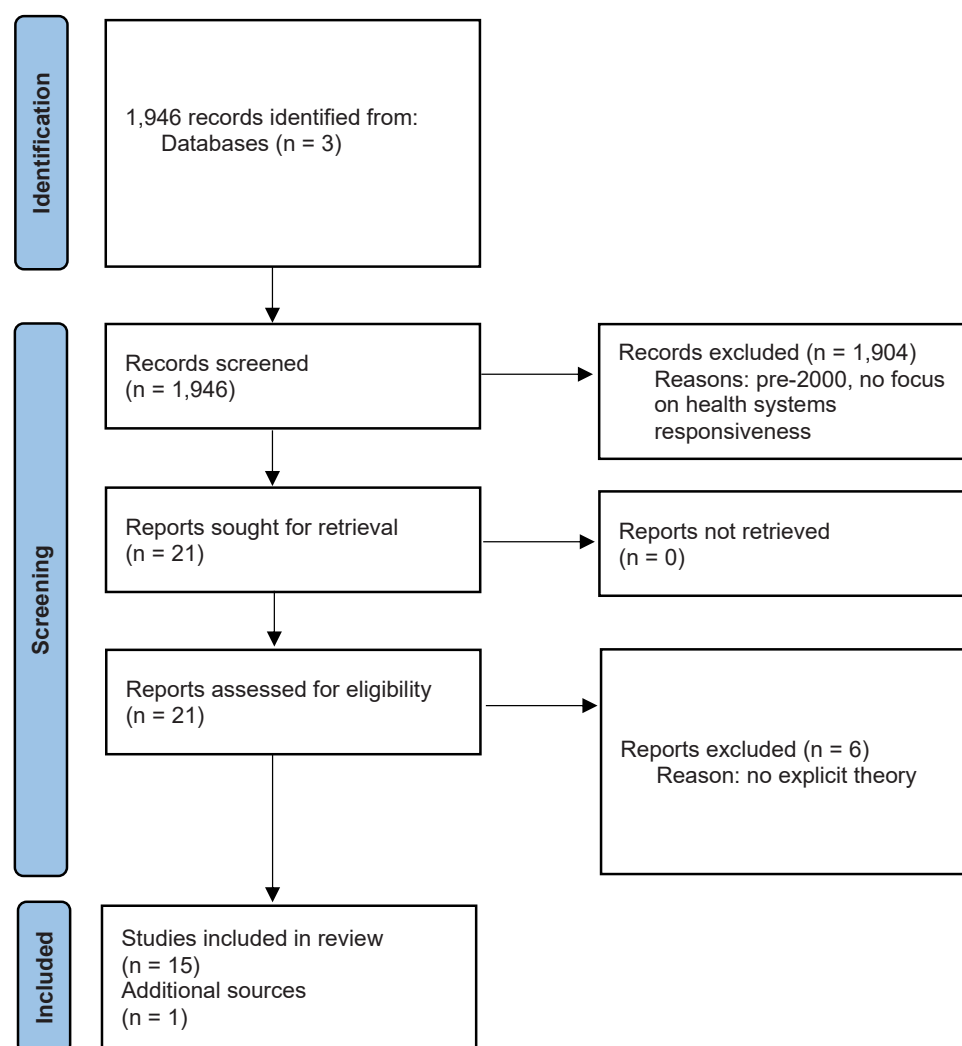 Identification
1,946 records identified from:
Databases (n = 3)
Screening
Records screened
(n = 1,946)
Records excluded (n = 1,904)
Reasons: pre-2000, no focus
on health systems
responsiveness
Reports sought for retrieval
(n = 21)
Reports not retrieved
(n = 0)
Reports assessed for eligibility
(n = 21)
Reports excluded (n = 6)
Reason: no explicit theory
Included
Studies included in review
(n = 15)
Additional sources
(n = 1)